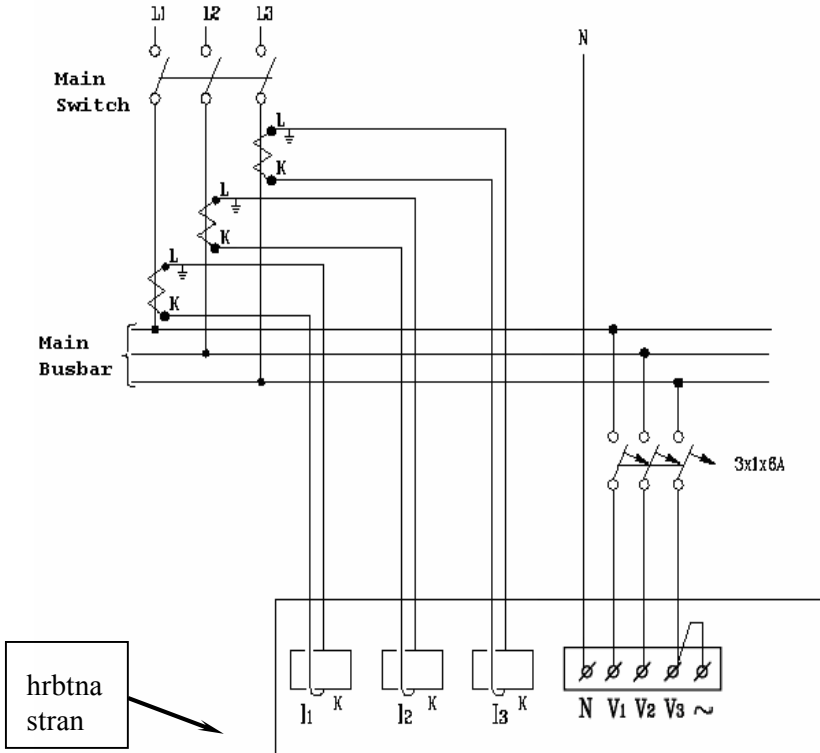 L1 L2 L3
N
Main
Switch
L
K
L
K
L
K
Main
Busbar
3x1x6A
hrbtna
stran
I1 K I2 K I3 K
N V1 V2 V3 ~